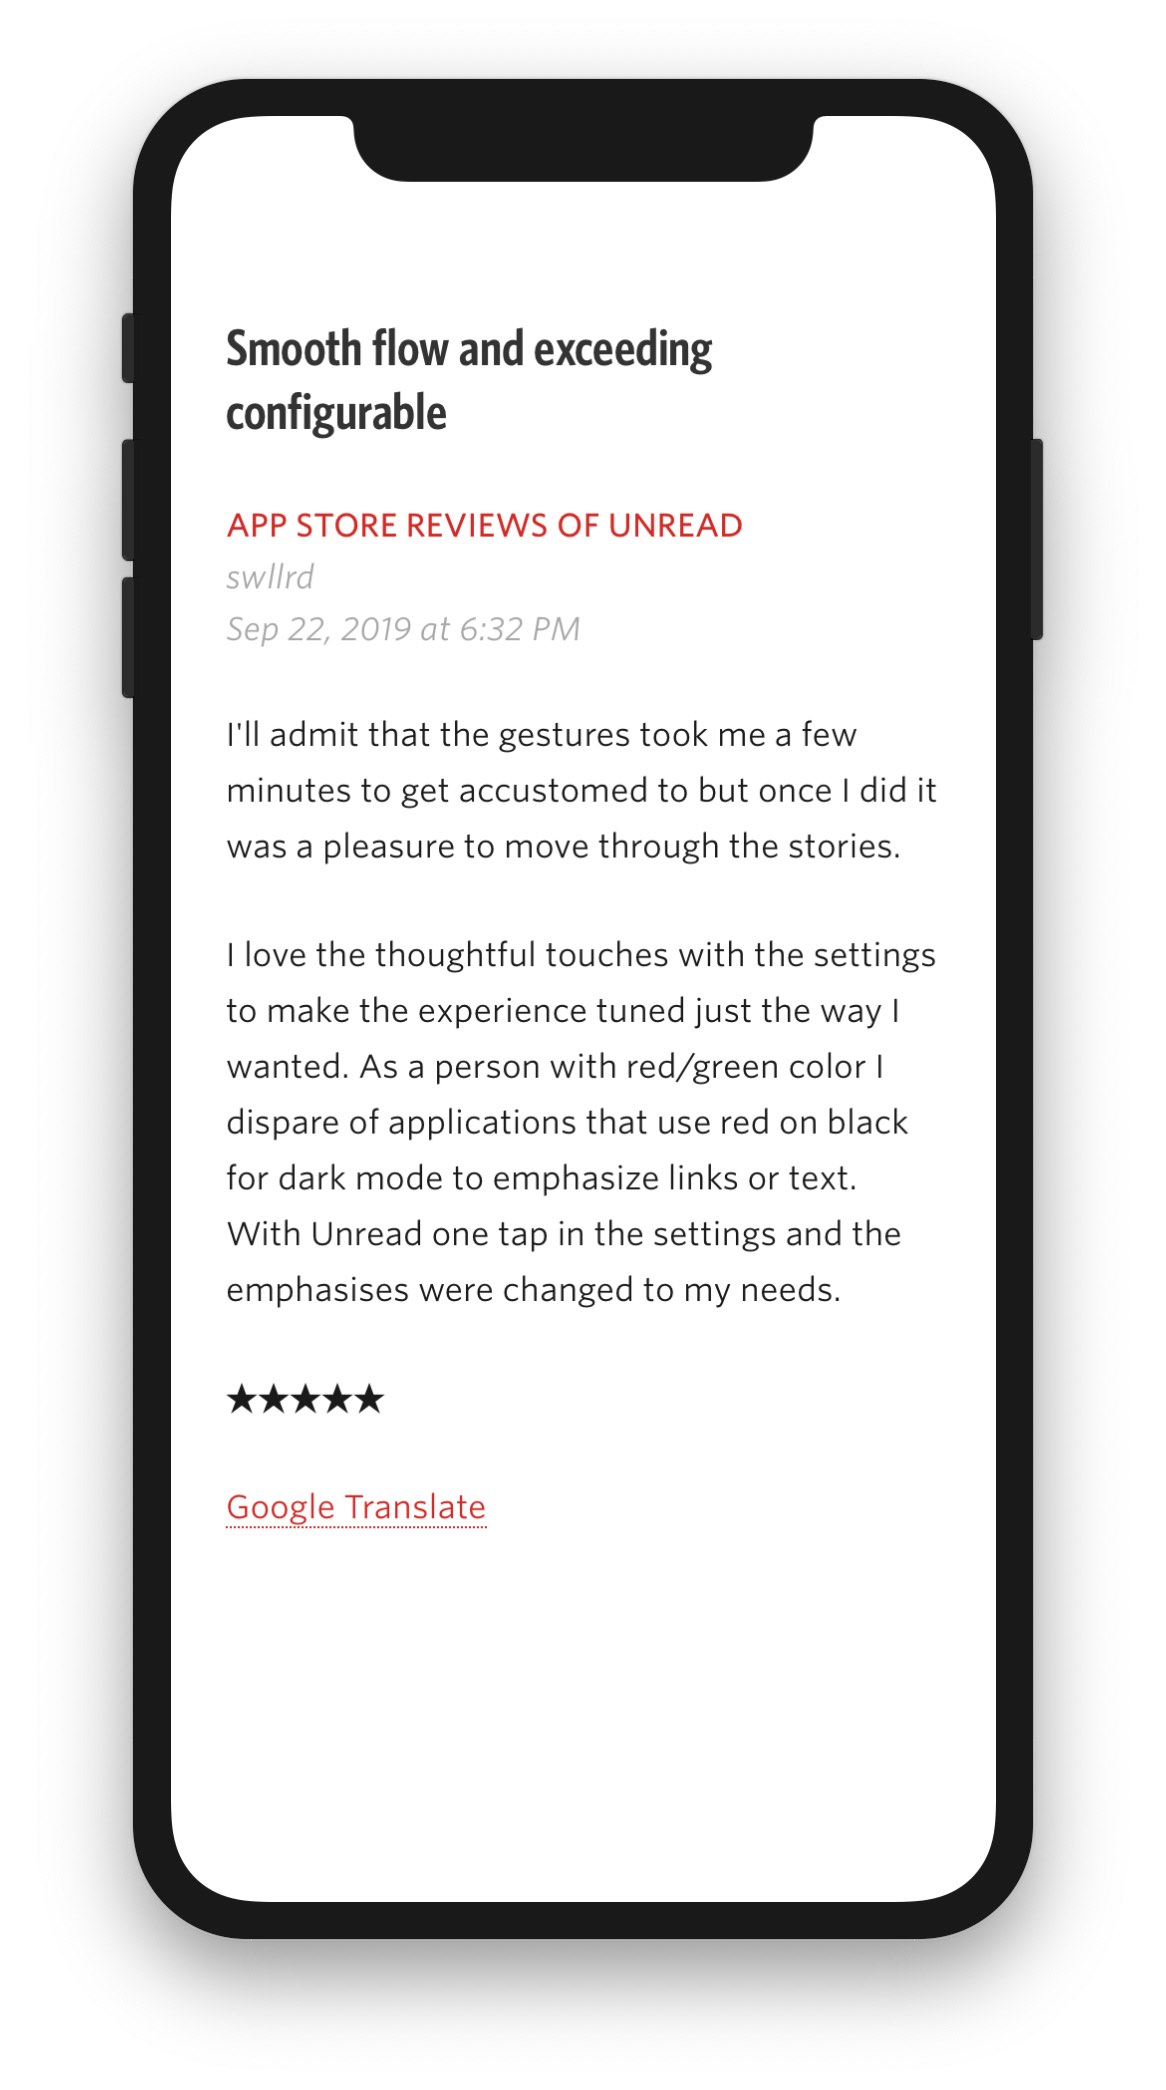 Smooth flow and exceeding
configurable
APP STORE REVIEWS OF UNREAD
swllrd
Sep 22, 2019 at 6:32 PM
I'll admit that the gestures took me a few
minutes to get accustomed to but once I did it
was a pleasure to move through the stories.
I love the thoughtful touches with the settings
to make the experience tuned just the way I
wanted. As a person with red/green color I
dispare of applications that use red on black
for dark mode to emphasize links or text.
With Unread one tap in the settings and the
emphasises were changed to my needs.
★★★★★
Google Translate